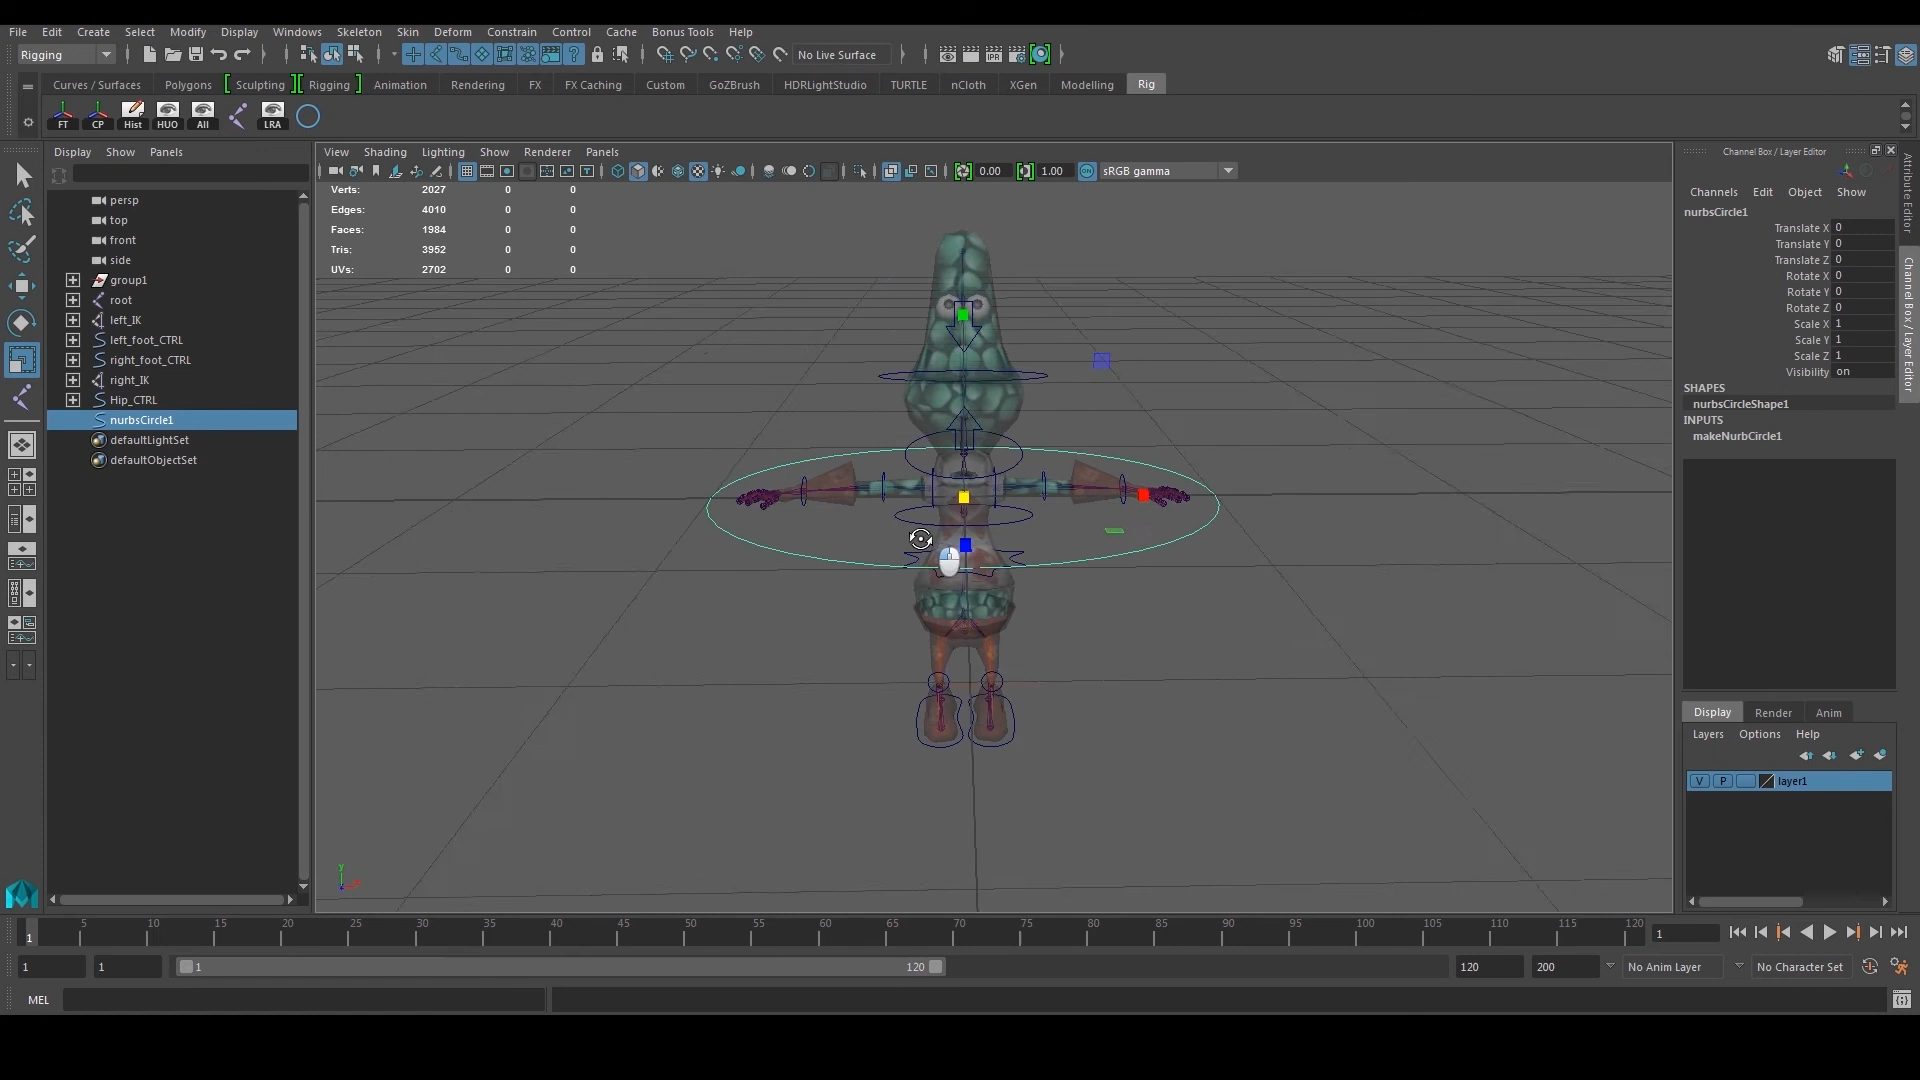 File Edit Create Select Modify Display Windows Skeleton Skin Deform Constrain Control Cache Bonus Tools Help
Rigging
No Live Surface
IPR
Curves / Surfaces Polygons Sculpting Rigging Animation Rendering FX FX Caching Custom GoZBrush HDRLightStudio TURTLE nCloth XGen Modelling Rig
FT CP Hist HUO All LRA
Display Show Panels
View Shading Lighting Show Renderer Panels
0.00 1.00 ON sRGB gamma
persp
top
front
side
group1
root
left_IK
left_foot_CTRL
right_foot_CTRL
right_IK
Hip_CTRL
nurbsCircle1
defaultLightSet
defaultObjectSet
Verts: 2027 0 0
Edges: 4010 0 0
Faces: 1984 0 0
Tris: 3952 0 0
UVs: 2702 0 0
y
Channel Box / Layer Editor
Channels Edit Object Show
nurbsCircle1
Translate X 0
Translate Y 0
Translate Z 0
Rotate X 0
Rotate Y 0
Rotate Z 0
Scale X 1
Scale Y 1
Scale Z 1
Visibility on
SHAPES
nurbsCircleShape1
INPUTS
makeNurbCircle1
Attribute Editor
Channel Box / Layer Editor
Display Render Anim
Layers Options Help
V P layer1
1 5 10 15 20 25 30 35 40 45 50 55 60 65 70 75 80 85 90 95 100 105 110 115 120
1
1 1 1 120 120 200 No Anim Layer No Character Set
MEL